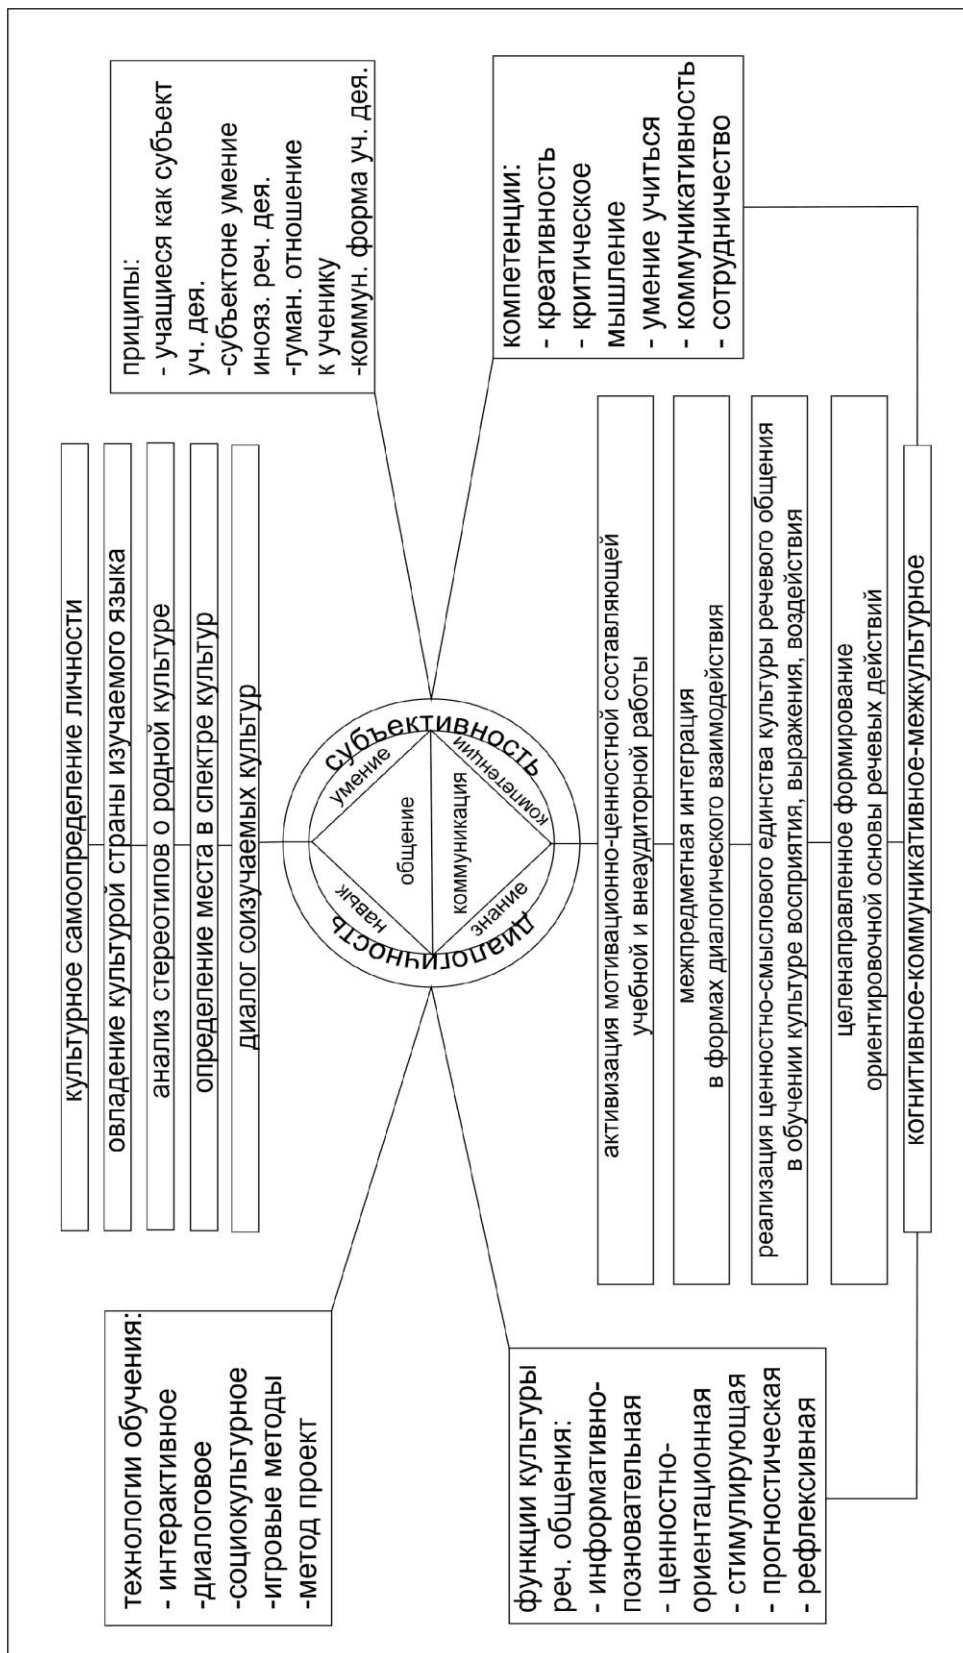 технологии обучения:
- интерактивное
-диалоговое
-социокультурное
-игровые методы
-метод проект
культурное самоопределение личности
овладение культурой страны изучаемого языка
анализ стереотипов о родной культуре
определение места в спектре культур
диалог соизучаемых культур
приципы:
- учащиеся как субъект
уч. дея.
-субъектоне умение
инояз. реч. дея.
-гуман. отношение
к ученику
-коммун. форма уч. дея.
диалогичность
субъективность
навык
умение
общение
коммуникация
знание
компетенции
функции культуры
реч. общения:
- информативно-
позновательная
- ценностно-
ориентационная
- стимулирующая
- прогностическая
- рефлексивная
активизация мотивационно-ценностной составляющей
учебной и внеаудиторной работы
межпредметная интеграция
в формах диалогического взаимодействия
реализация ценностно-смыслового единства культуры речевого общения
в обучении культуре восприятия, выражения, воздействия
целенаправленное формирование
ориентировочной основы речевых действий
когнитивное-коммуникативное-межкультурное
компетенции:
- креативность
- критическое
мышление
- умение учиться
- коммуникативность
- сотрудничество